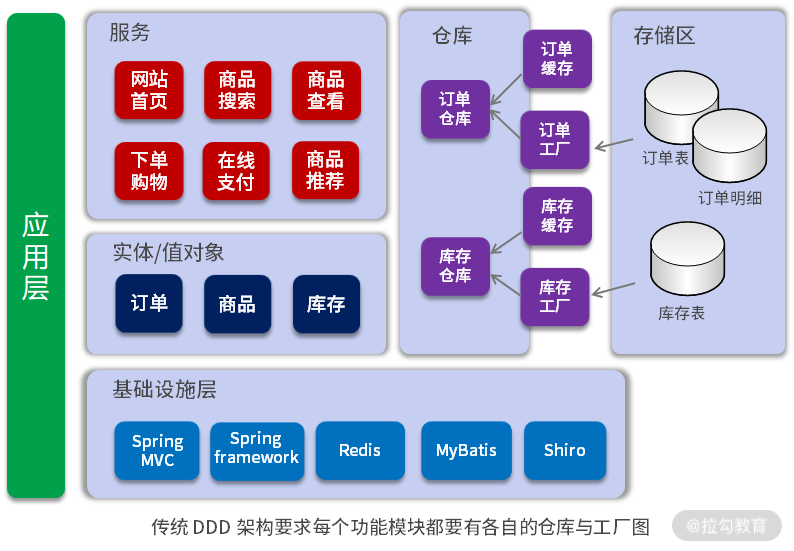 应
用
层
服务
网站
首页
商品
搜索
商品
查看
下单
购物
在线
支付
商品
推荐
实体/值对象
订单
商品
库存
仓库
订单
仓库
库存
仓库
订单
缓存
订单
工厂
库存
缓存
库存
工厂
存储区
订单表
订单明细
库存表
基础设施层
Spring
MVC
Spring
framework
Redis
MyBatis
Shiro
传统 DDD 架构要求每个功能模块都要有各自的仓库与工厂图
@拉勾教育